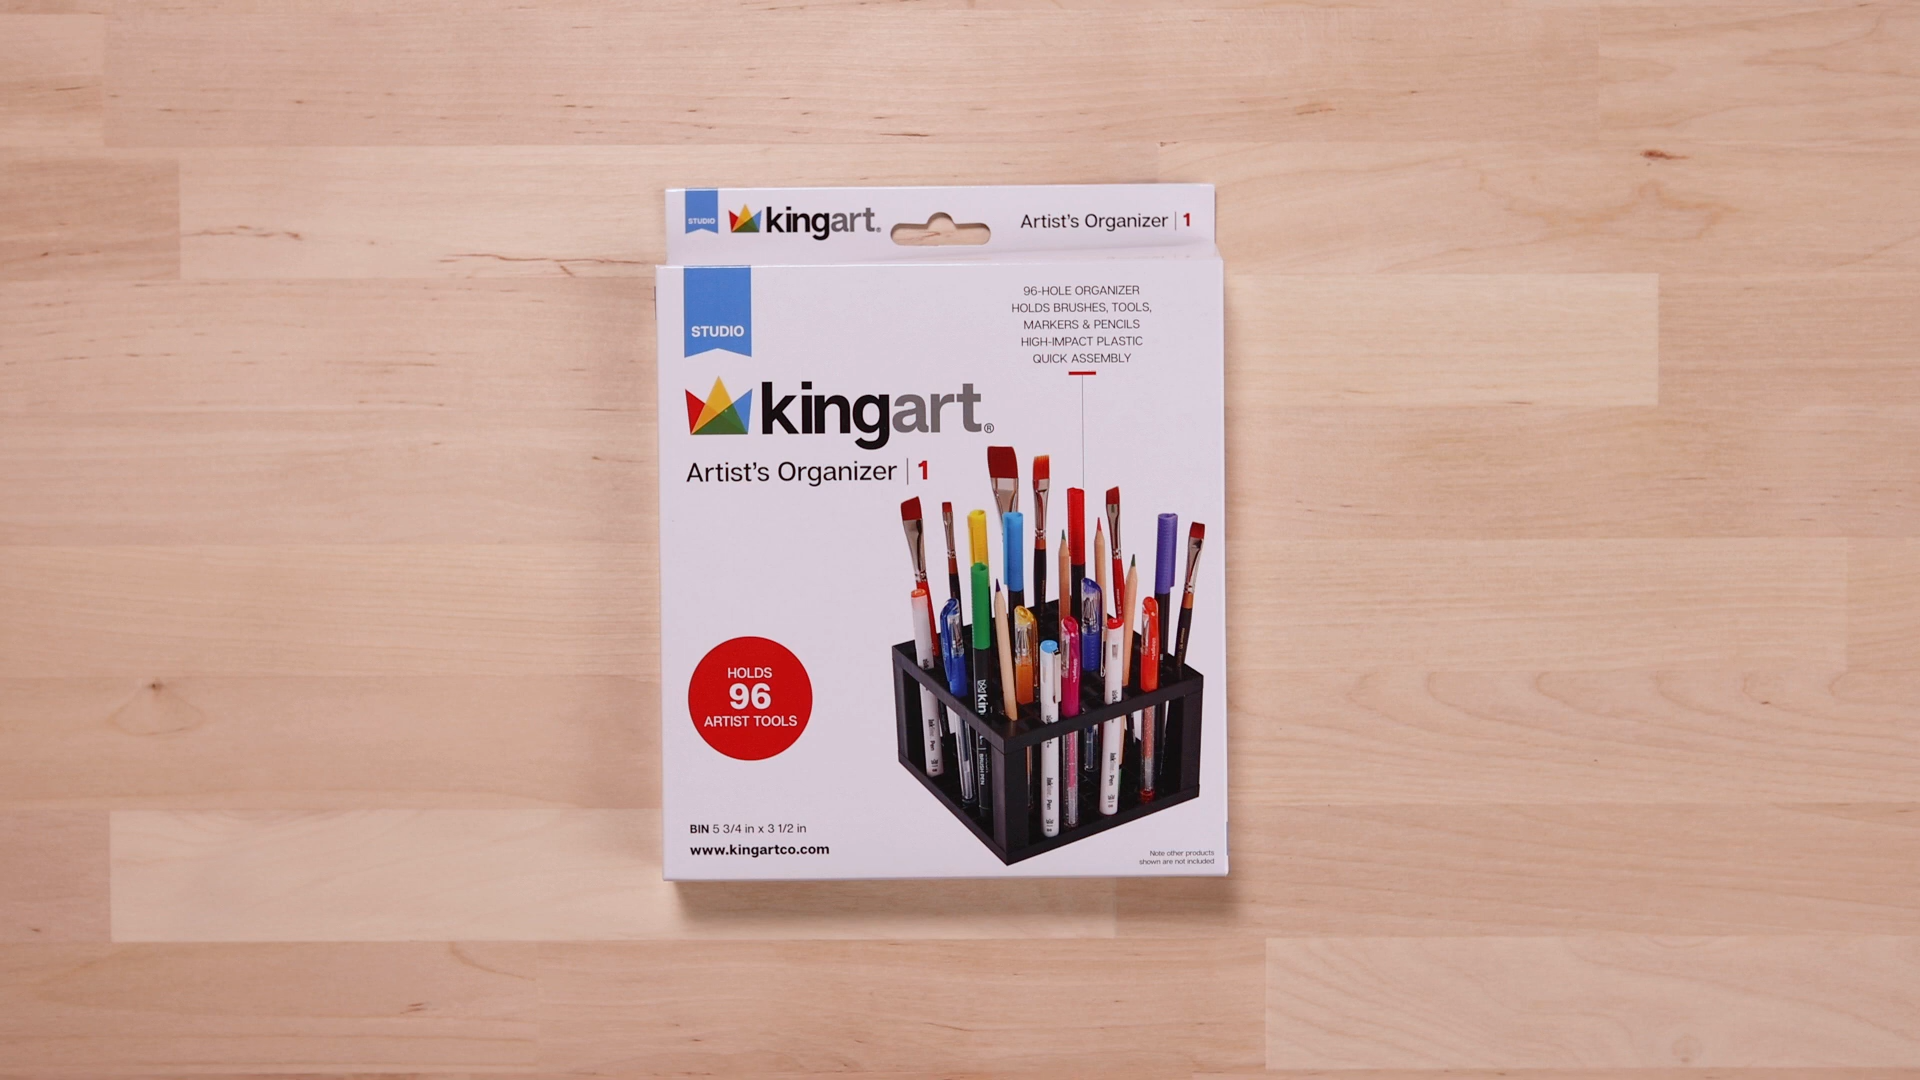 STUDIO
kingart®
Artist's Organizer | 1
STUDIO
96-HOLE ORGANIZER
HOLDS BRUSHES, TOOLS,
MARKERS & PENCILS
HIGH-IMPACT PLASTIC
QUICK ASSEMBLY
kingart®
Artist's Organizer | 1
HOLDS
96
ARTIST TOOLS
BIN 5 3/4 in x 3 1/2 in
www.kingartco.com
Note other products
shown are not included